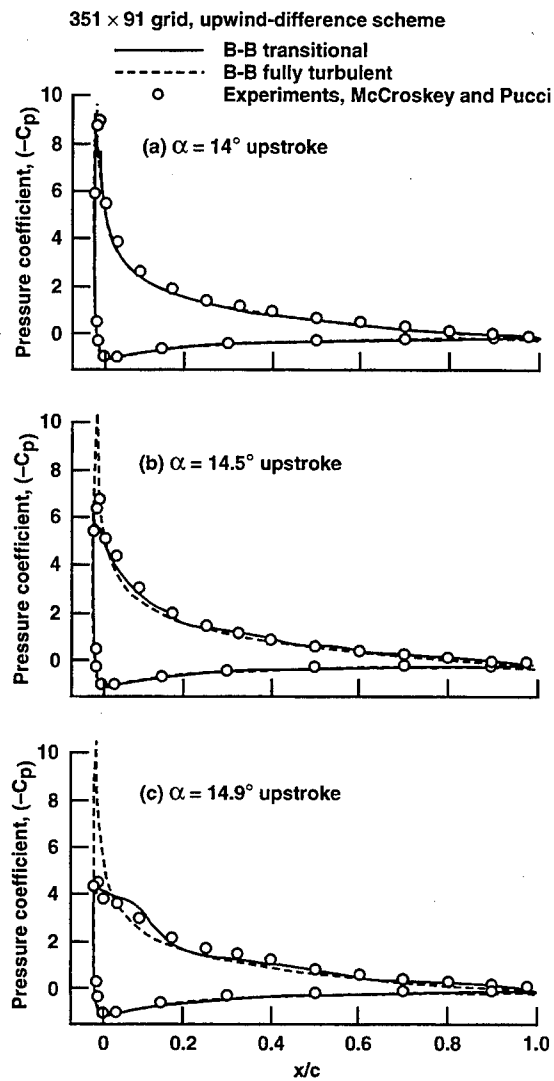 351 × 91 grid, upwind-difference scheme
B-B transitional
B-B fully turbulent
Experiments, McCroskey and Pucci
(a) α = 14° upstroke
Pressure coefficient, (–Cp)
10
8
6
4
2
0
(b) α = 14.5° upstroke
Pressure coefficient, (–Cp)
10
8
6
4
2
0
(c) α = 14.9° upstroke
Pressure coefficient, (–Cp)
10
8
6
4
2
0
0 0.2 0.4 0.6 0.8 1.0
x/c